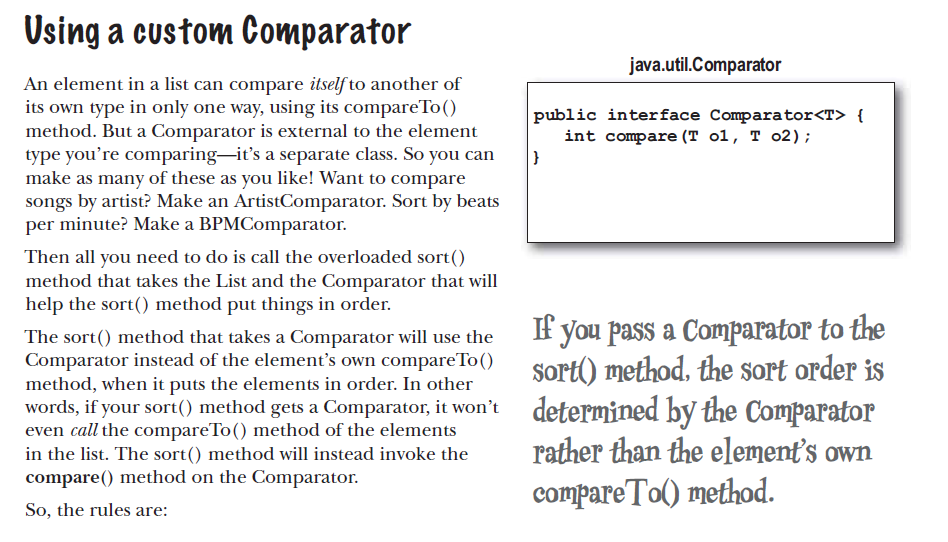 Using a custom Comparator
An element in a list can compare itself to another of
its own type in only one way, using its compareTo()
method. But a Comparator is external to the element
type you're comparing—it's a separate class. So you can
make as many of these as you like! Want to compare
songs by artist? Make an ArtistComparator. Sort by beats
per minute? Make a BPMComparator.
Then all you need to do is call the overloaded sort()
method that takes the List and the Comparator that will
help the sort() method put things in order.
The sort() method that takes a Comparator will use the
Comparator instead of the element's own compareTo()
method, when it puts the elements in order. In other
words, if your sort() method gets a Comparator, it won't
even call the compareTo() method of the elements
in the list. The sort() method will instead invoke the
compare() method on the Comparator.
So, the rules are:
java.util.Comparator
public interface Comparator<T> {
int compare(T o1, T o2);
}
If you pass a Comparator to the
sort() method, the sort order is
determined by the Comparator
rather than the element's own
compareTo() method.